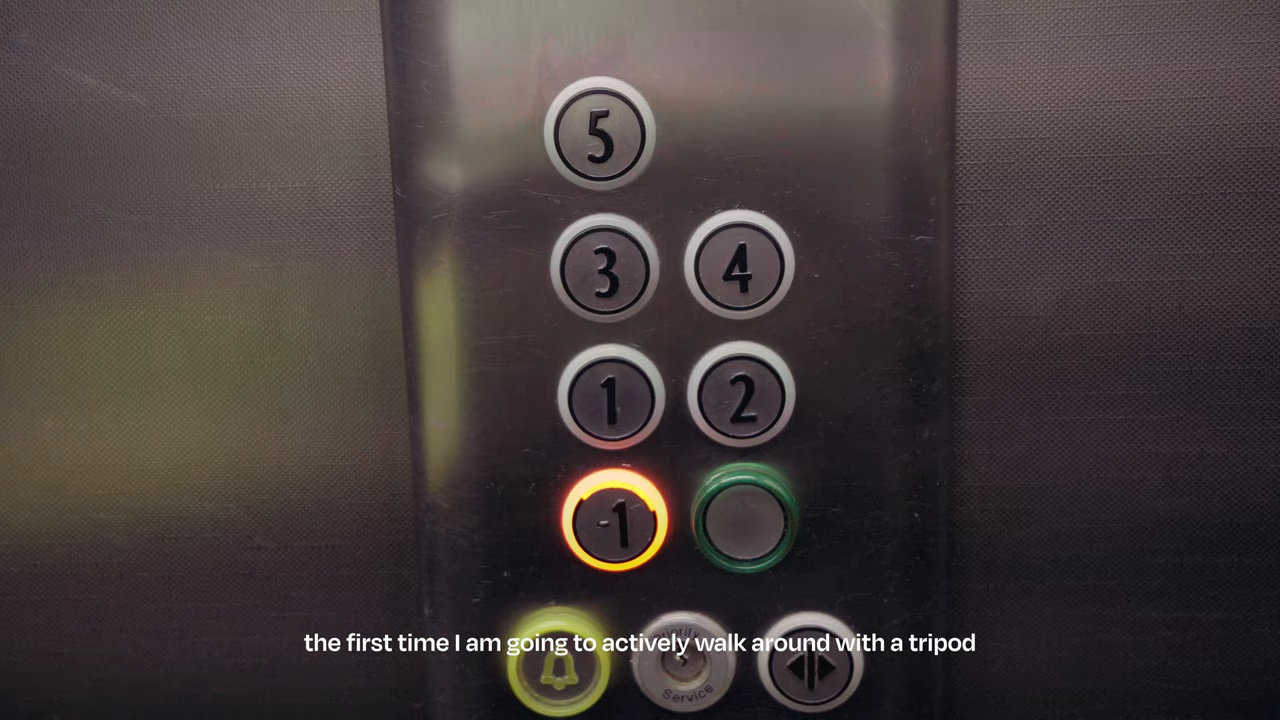 5
3 4
1 2
-1
the first time I am going to actively walk around with a tripod
Service